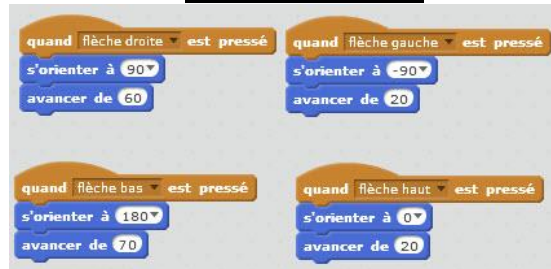 quand flèche droite est pressé
s'orienter à 90
avancer de 60
quand flèche gauche est pressé
s'orienter à -90
avancer de 20
quand flèche bas est pressé
s'orienter à 180
avancer de 70
quand flèche haut est pressé
s'orienter à 0
avancer de 20